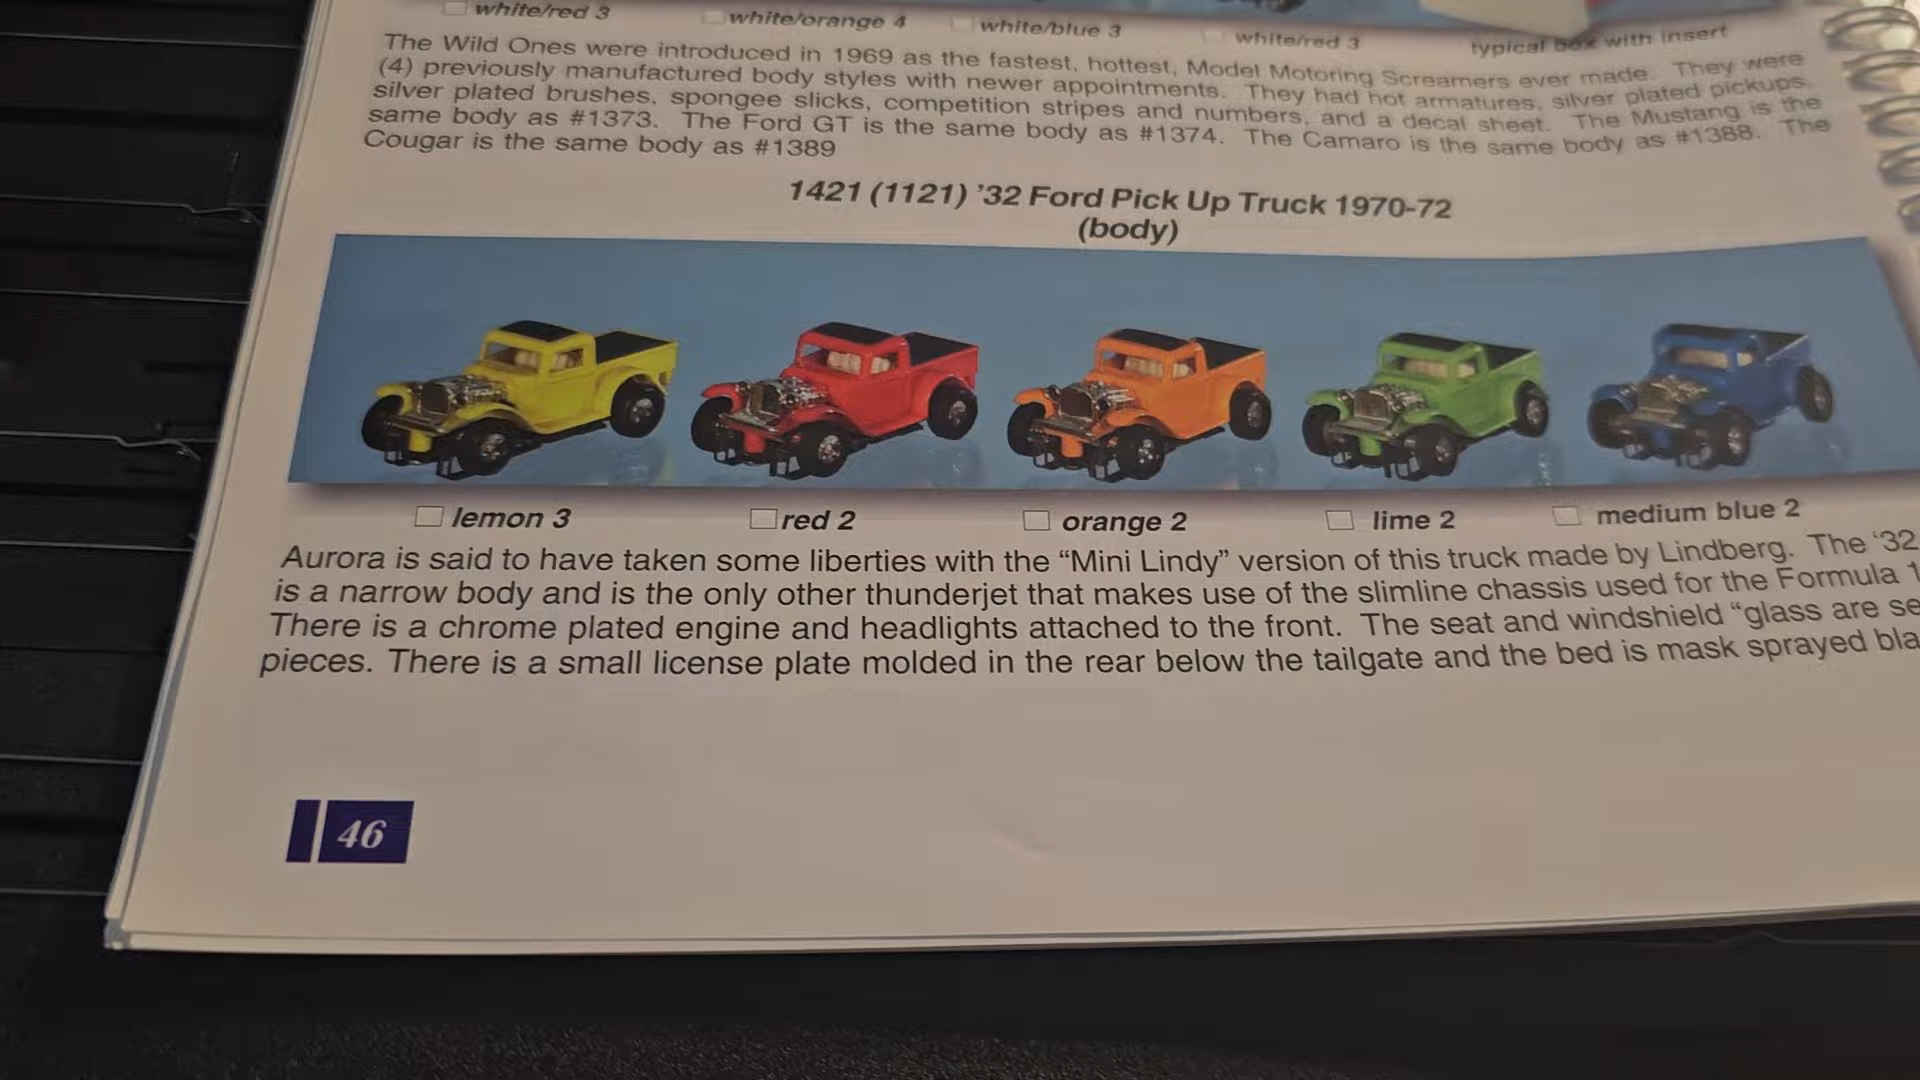 white/red 3
white/orange 4
white/blue 3
white/red 3
typical box with insert
The Wild Ones were introduced in 1969 as the fastest, hottest, Model Motoring Screamers ever made. They were
(4) previously manufactured body styles with newer appointments. They had hot armatures, silver plated pickups,
silver plated brushes, spongee slicks, competition stripes and numbers, and a decal sheet. The Mustang is the
same body as #1373. The Ford GT is the same body as #1374. The Camaro is the same body as #1388. The
Cougar is the same body as #1389
1421 (1121) ’32 Ford Pick Up Truck 1970-72
(body)
lemon 3
red 2
orange 2
lime 2
medium blue 2
Aurora is said to have taken some liberties with the “Mini Lindy” version of this truck made by Lindberg. The ‘32
is a narrow body and is the only other thunderjet that makes use of the slimline chassis used for the Formula 1
There is a chrome plated engine and headlights attached to the front. The seat and windshield “glass are se
pieces. There is a small license plate molded in the rear below the tailgate and the bed is mask sprayed bla
46